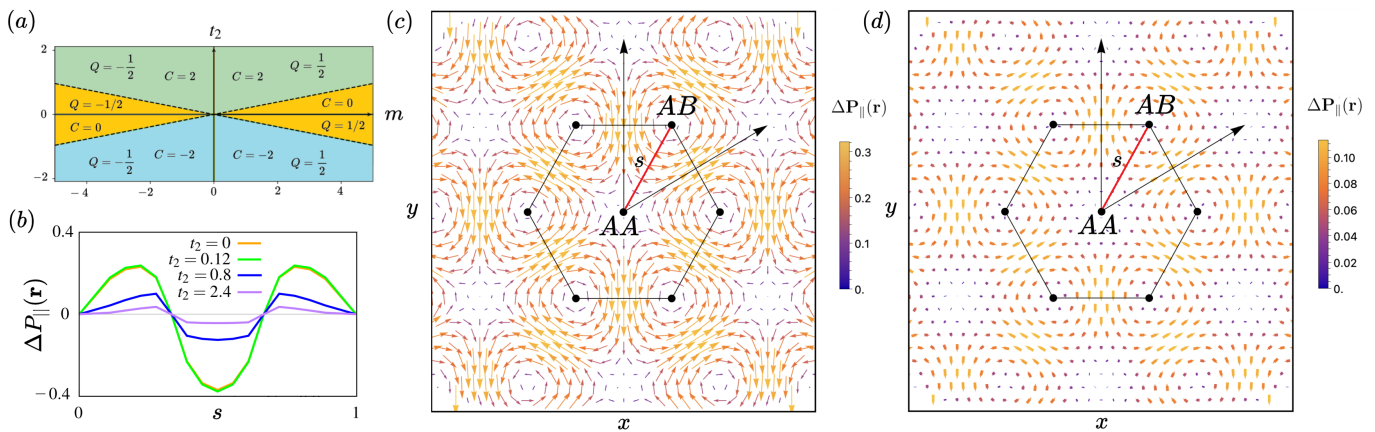 (a)
t₂
2
0
−2
Q = −1/2
C = 2
C = 2
Q = 1/2
Q = −1/2
C = 0
C = 0
Q = 1/2
Q = −1/2
C = −2
C = −2
Q = 1/2
m
−4
−2
0
2
4
(b)
0.4
0
−0.4
ΔP∥(r)
t₂ = 0
t₂ = 0.12
t₂ = 0.8
t₂ = 2.4
0
s
1
(c)
y
x
AB
s
AA
ΔP∥(r)
0.3
0.2
0.1
0.
(d)
y
x
AB
s
AA
ΔP∥(r)
0.10
0.08
0.06
0.04
0.02
0.